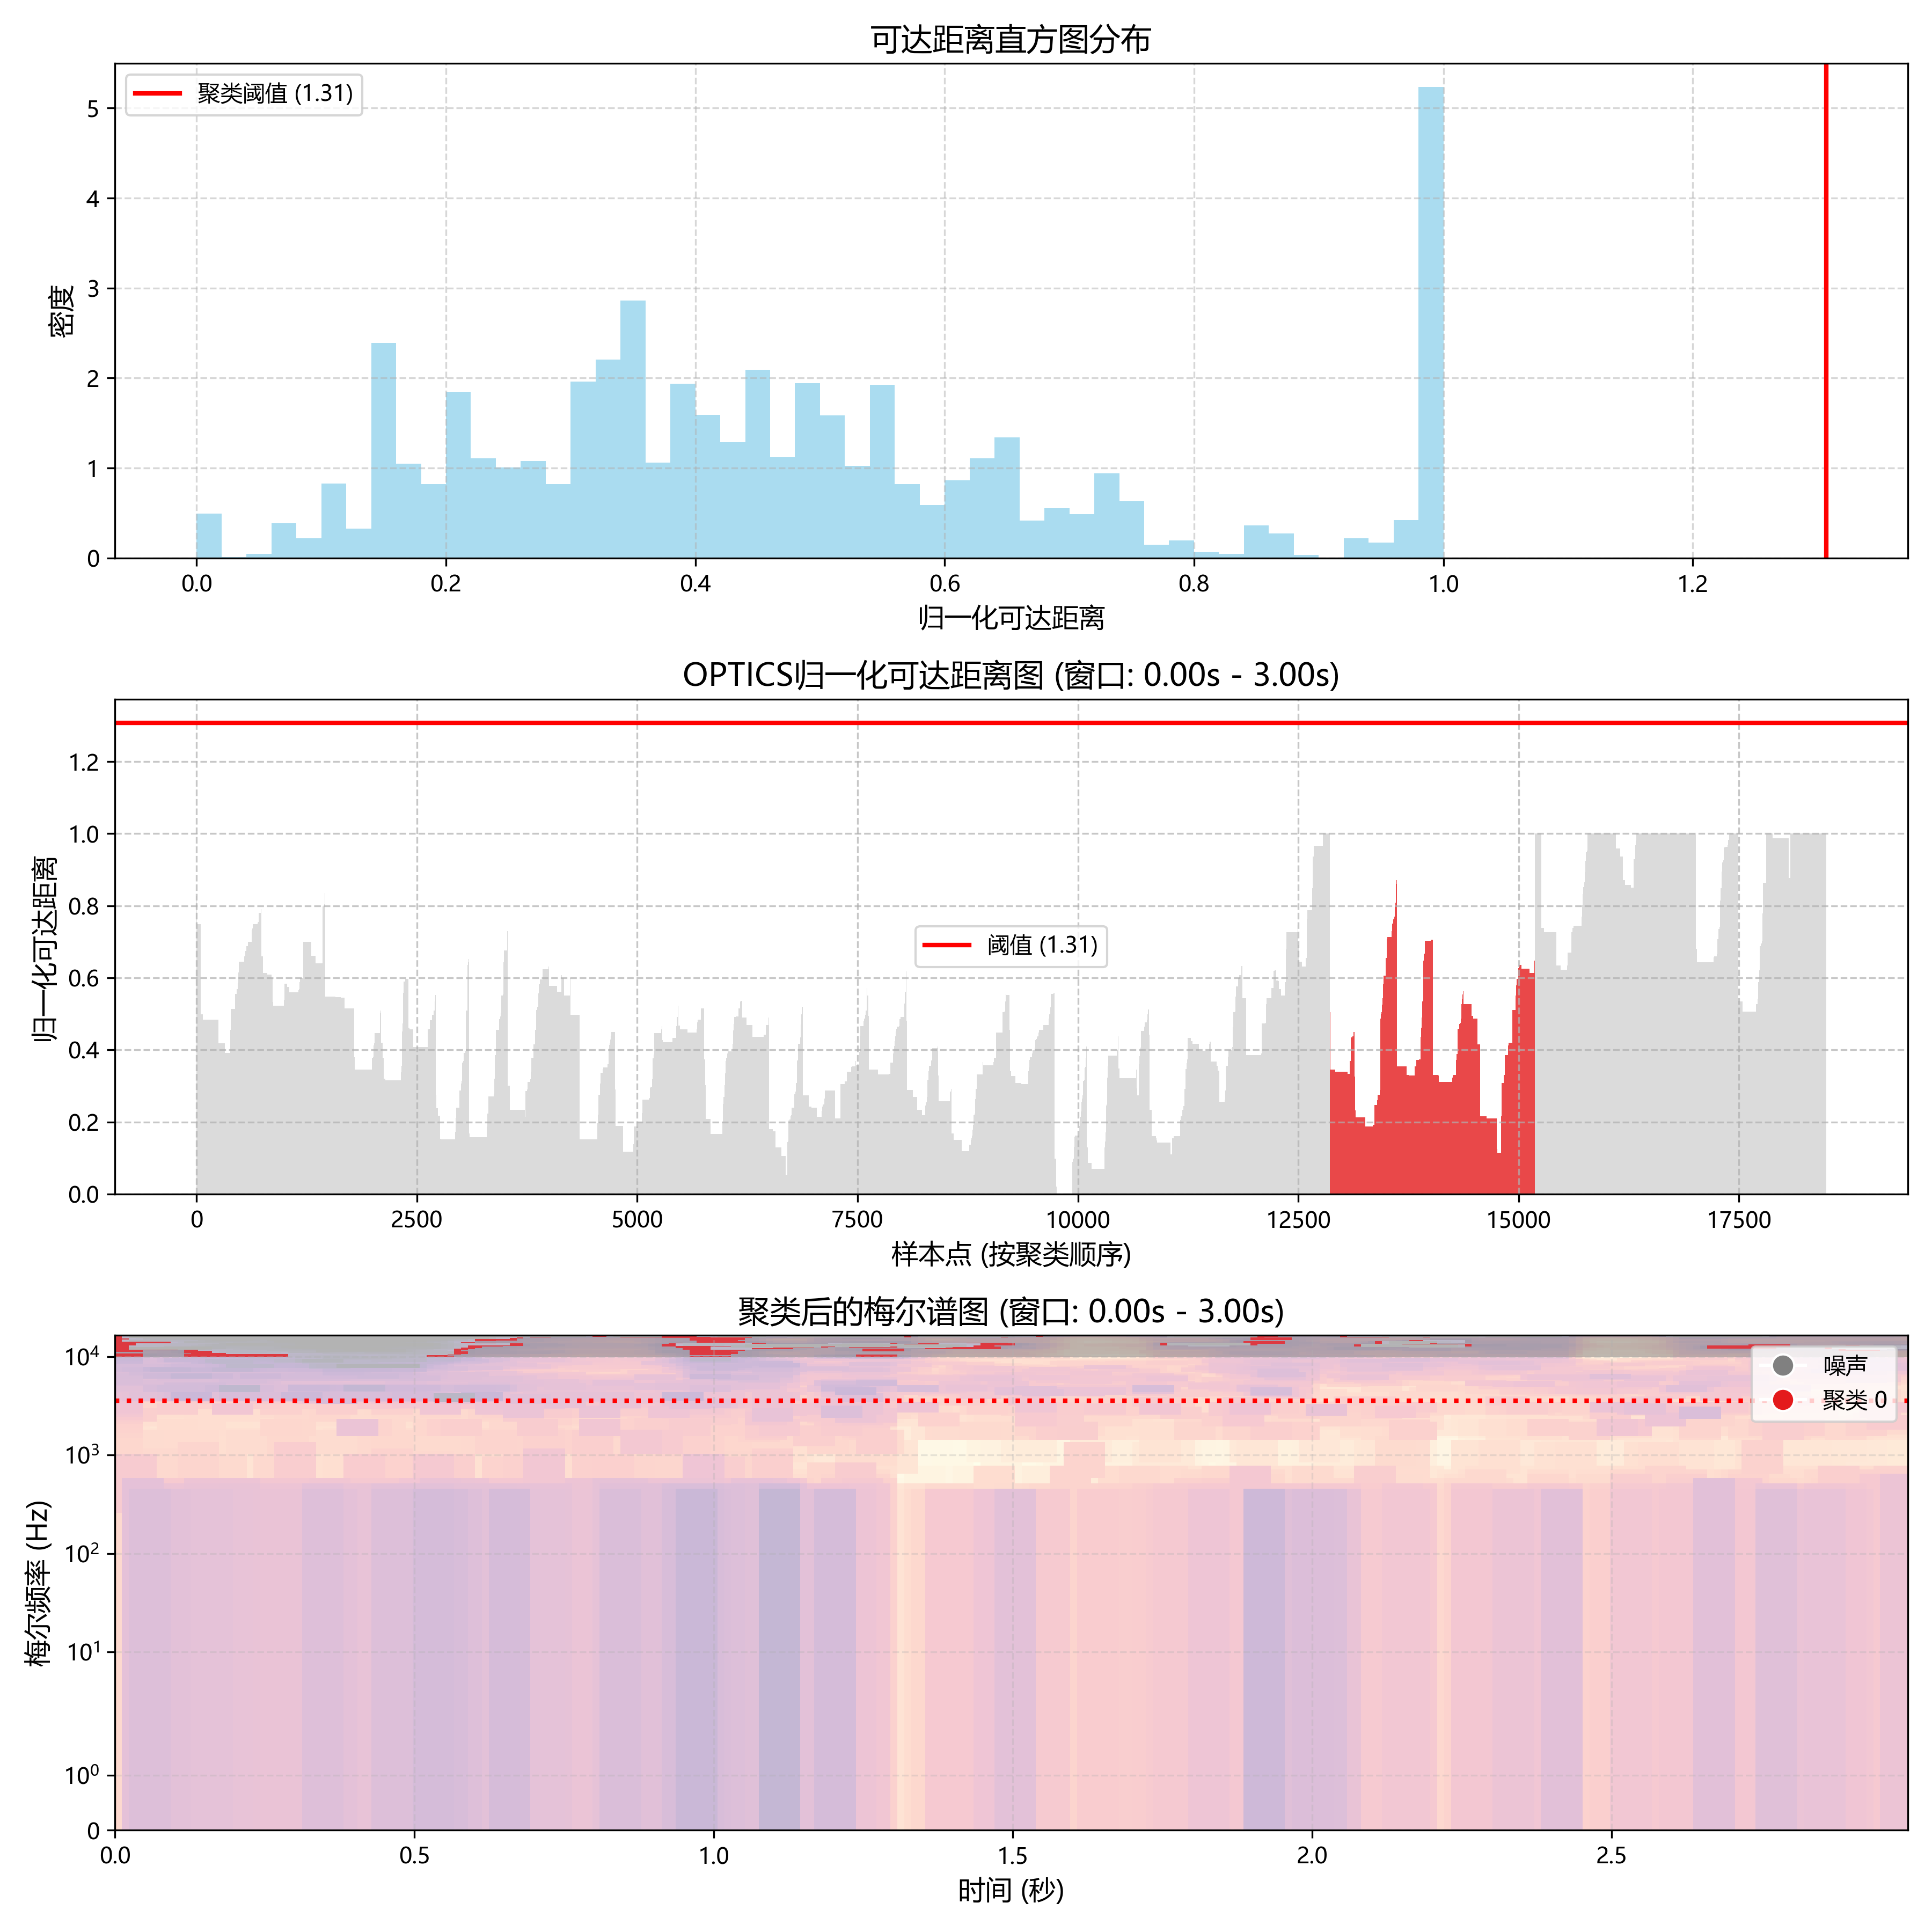 可达距离直方图分布
聚类阈值 (1.31)
密度
5
4
3
2
1
0
0.0 0.2 0.4 0.6 0.8 1.0 1.2
归一化可达距离
OPTICS归一化可达距离图 (窗口: 0.00s - 3.00s)
归一化可达距离
1.2
1.0
0.8
0.6
0.4
0.2
0.0
阈值 (1.31)
0 2500 5000 7500 10000 12500 15000 17500
样本点 (按聚类顺序)
聚类后的梅尔谱图 (窗口: 0.00s - 3.00s)
梅尔频率 (Hz)
10⁴
10³
10²
10¹
10⁰
0
噪声
聚类 0
0.0 0.5 1.0 1.5 2.0 2.5
时间 (秒)